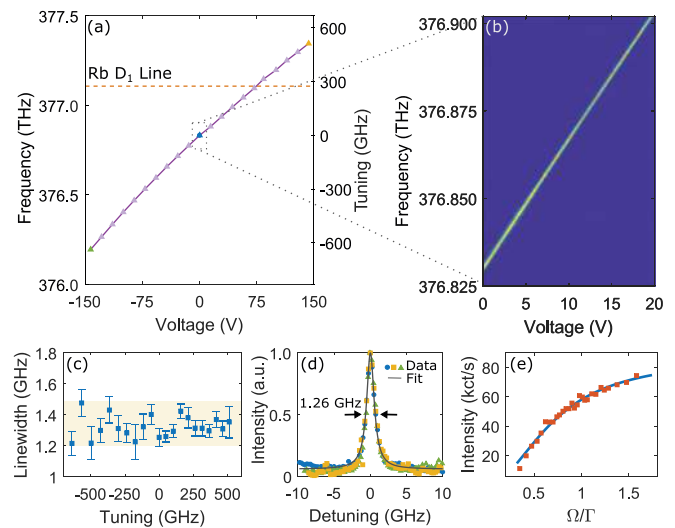 (a)
377.5
377.0
376.5
376.0
Frequency (THz)
Rb D₁ Line
-150
-75
0
75
150
Voltage (V)
600
300
0
-300
-600
Tuning (GHz)
(b)
376.900
376.875
376.850
376.825
Frequency (THz)
0
5
10
15
20
Voltage (V)
(c)
1.8
1.6
1.4
1.2
1
Linewidth (GHz)
-500
-250
0
250
500
Tuning (GHz)
(d)
1.0
0.5
0
Intensity (a.u.)
Data
Fit
1.26 GHz
-10
-5
0
5
10
Detuning (GHz)
(e)
80
60
40
20
Intensity (kct/s)
0.5
1
1.5
Ω/Γ